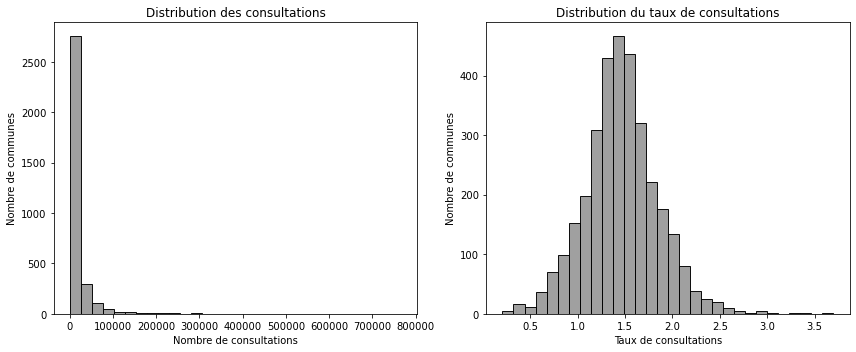 Distribution des consultations
Nombre de communes
2500
2000
1500
1000
500
0
0 100000 200000 300000 400000 500000 600000 700000 800000
Nombre de consultations
Distribution du taux de consultations
Nombre de communes
400
300
200
100
0
0.5 1.0 1.5 2.0 2.5 3.0 3.5
Taux de consultations